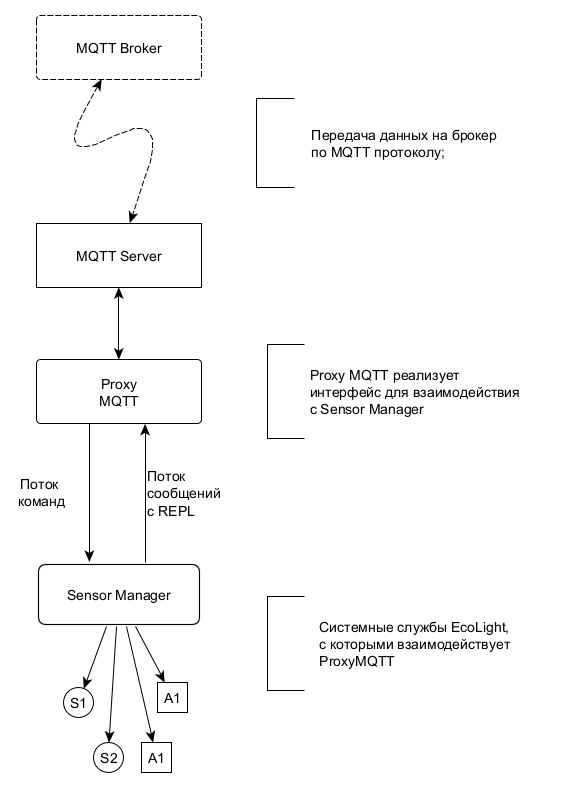 MQTT Broker
Передача данных на брокер
по MQTT протоколу;
MQTT Server
Proxy
MQTT
Proxy MQTT реализует
интерфейс для взаимодействия
с Sensor Manager
Поток
команд
Поток
сообщений
с REPL
Sensor Manager
Системные службы EcoLight,
с которыми взаимодействует
ProxyMQTT
S1
A1
S2
A1